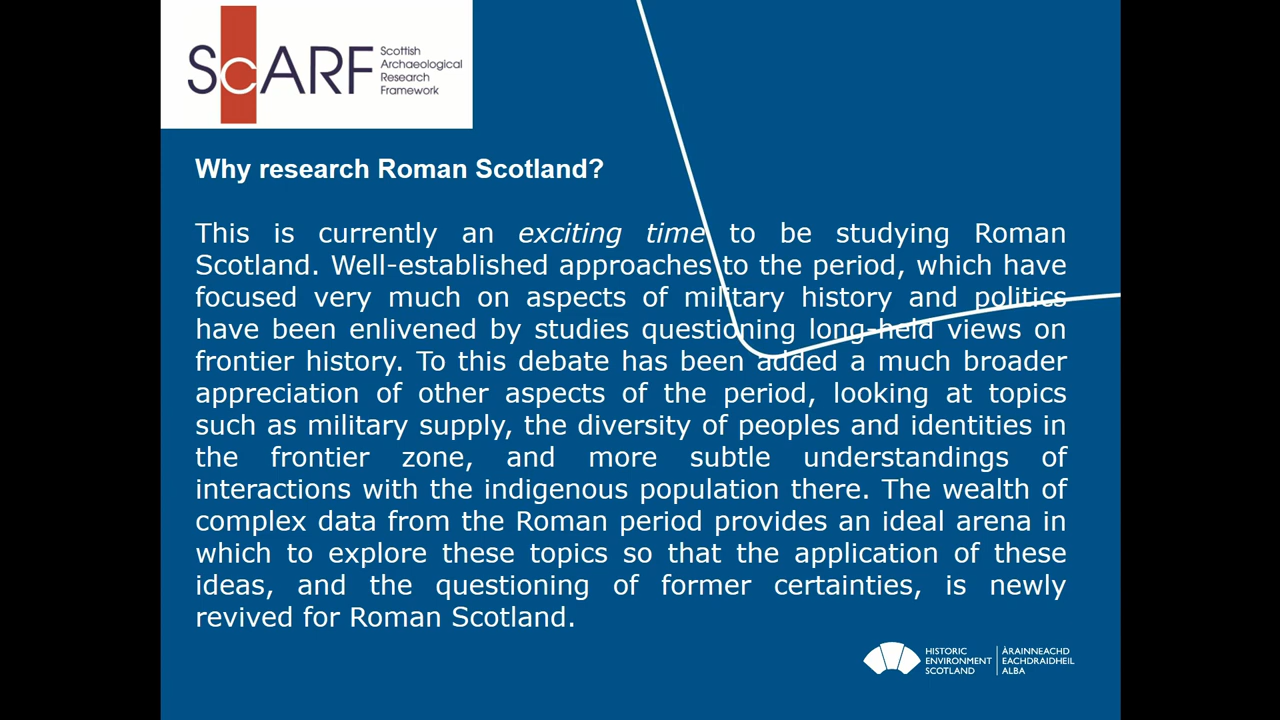 ScARF
Scottish
Archaeological
Research
Framework
Why research Roman Scotland?
This is currently an exciting time to be studying Roman
Scotland. Well-established approaches to the period, which have
focused very much on aspects of military history and politics
have been enlivened by studies questioning long-held views on
frontier history. To this debate has been added a much broader
appreciation of other aspects of the period, looking at topics
such as military supply, the diversity of peoples and identities in
the frontier zone, and more subtle understandings of
interactions with the indigenous population there. The wealth of
complex data from the Roman period provides an ideal arena in
which to explore these topics so that the application of these
ideas, and the questioning of former certainties, is newly
revived for Roman Scotland.
HISTORIC
ENVIRONMENT
SCOTLAND
ÀRAINNEACHD
EACHDRAIDHEIL
ALBA